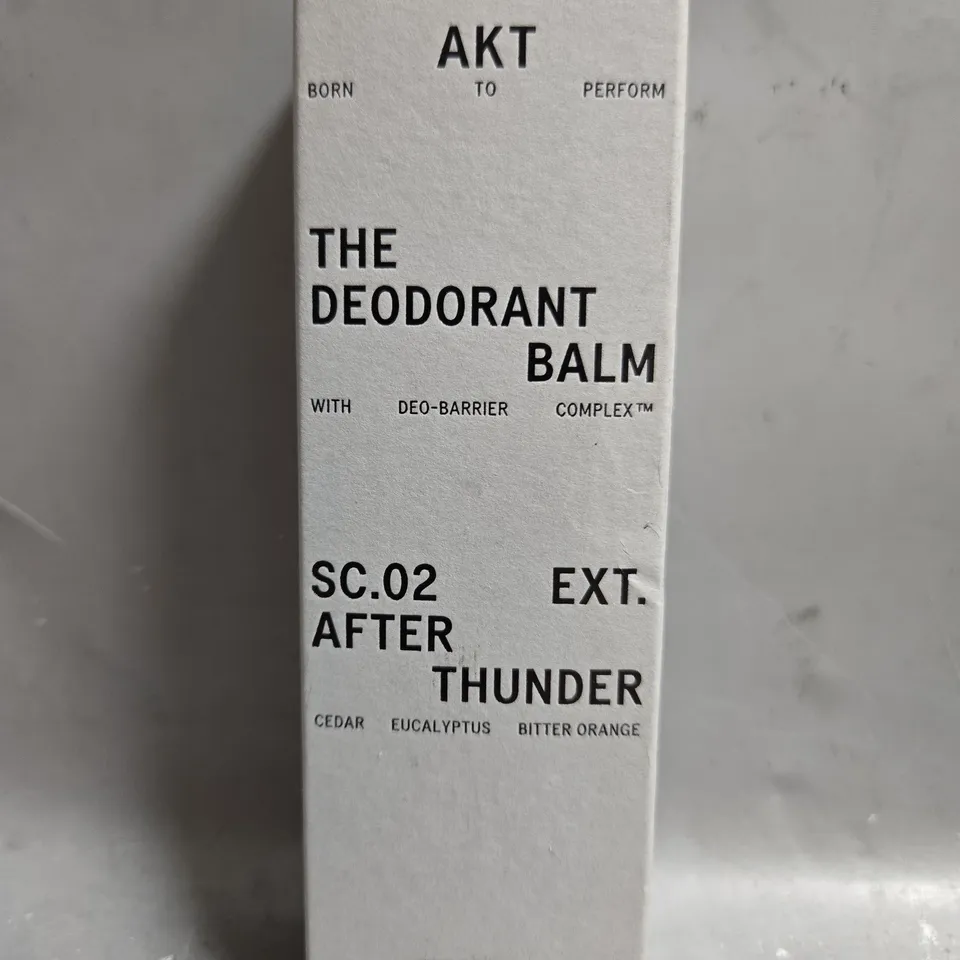 AKT
BORN TO PERFORM
THE
DEODORANT
BALM
WITH DEO-BARRIER COMPLEX™
SC.02 EXT.
AFTER
THUNDER
CEDAR EUCALYPTUS BITTER ORANGE